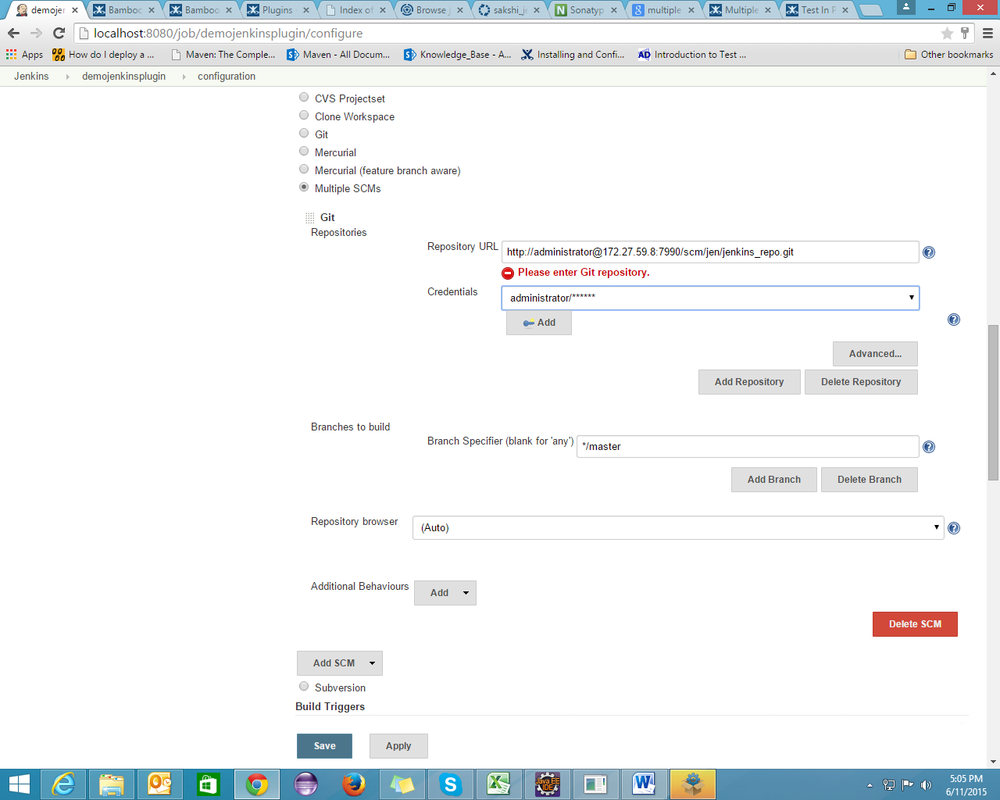 demojer
Bamboo
Bamboo
Plugins
Index of
Browse
sakshi_je
Sonatyp
multiple
Multiple
Test In P
localhost:8080/job/demojenkinsplugin/configure
Apps
How do I deploy a ...
Maven: The Comple...
Maven - All Docum...
Knowledge_Base - A...
Installing and Confi...
Introduction to Test ...
Other bookmarks
Jenkins
demojenkinsplugin
configuration
CVS Projectset
Clone Workspace
Git
Mercurial
Mercurial (feature branch aware)
Multiple SCMs
Git
Repositories
Repository URL
http://administrator@172.27.59.8:7990/scm/jen/jenkins_repo.git
Please enter Git repository.
Credentials
administrator/******
Add
Advanced...
Add Repository
Delete Repository
Branches to build
Branch Specifier (blank for 'any')
*/master
Add Branch
Delete Branch
Repository browser
(Auto)
Additional Behaviours
Add
Delete SCM
Add SCM
Subversion
Build Triggers
Save
Apply
Java EE
IDE
5:05 PM
6/11/2015